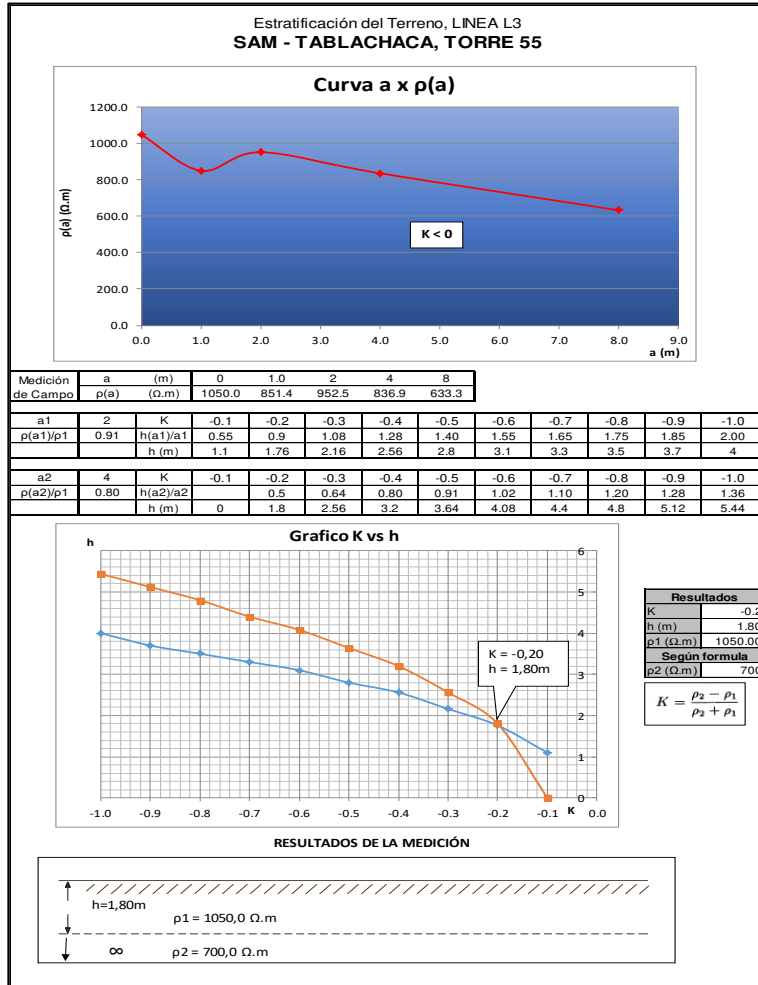 Estratificación del Terreno, LINEA L3
SAM - TABLACHACA, TORRE 55
Curva a x ρ(a)
1200.0
1000.0
800.0
600.0
400.0
200.0
0.0
ρ(a) (Ω.m)
K < 0
0.0 1.0 2.0 3.0 4.0 5.0 6.0 7.0 8.0 9.0
a (m)
Medición de Campo a (m) 0 1.0 2 4 8
ρ(a) (Ω.m) 1050.0 851.4 952.5 836.9 633.3
a1 2 K -0.1 -0.2 -0.3 -0.4 -0.5 -0.6 -0.7 -0.8 -0.9 -1.0
ρ(a1)/ρ1 0.91 h(a1)/a1 0.55 0.9 1.08 1.28 1.40 1.55 1.65 1.75 1.85 2.00
h (m) 1.1 1.76 2.16 2.56 2.8 3.1 3.3 3.5 3.7 4
a2 4 K -0.1 -0.2 -0.3 -0.4 -0.5 -0.6 -0.7 -0.8 -0.9 -1.0
ρ(a2)/ρ1 0.80 h(a2)/a2 0.5 0.64 0.80 0.91 1.02 1.10 1.20 1.28 1.36
h (m) 0 1.8 2.56 3.2 3.64 4.08 4.4 4.8 5.12 5.44
Grafico K vs h
h
6
5
4
3
2
1
0
K = -0,20
h = 1,80m
-1.0 -0.9 -0.8 -0.7 -0.6 -0.5 -0.4 -0.3 -0.2 -0.1 K 0.0
Resultados
K -0.2
h (m) 1.80
ρ1 (Ω.m) 1050.00
Según formula
ρ2 (Ω.m) 700
K = (ρ2 − ρ1) / (ρ2 + ρ1)
RESULTADOS DE LA MEDICIÓN
h=1,80m
ρ1 = 1050,0 Ω.m
∞ ρ2 = 700,0 Ω.m